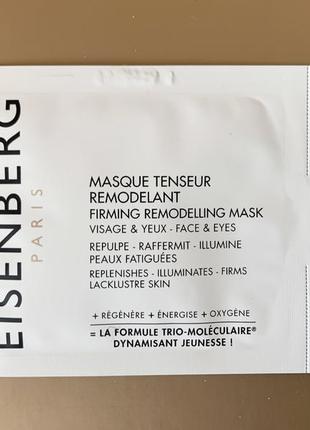 EISENBERG
PARIS
MASQUE TENSEUR
REMODELANT
FIRMING REMODELLING MASK
VISAGE & YEUX - FACE & EYES
REPULPE - RAFFERMIT - ILLUMINE
PEAUX FATIGUÉES
REPLENISHES - ILLUMINATES - FIRMS
LACKLUSTRE SKIN
+ RÉGÉNÈRE + ÉNERGISE + OXYGÈNE
= LA FORMULE TRIO-MOLÉCULAIRE®
DYNAMISANT JEUNESSE !